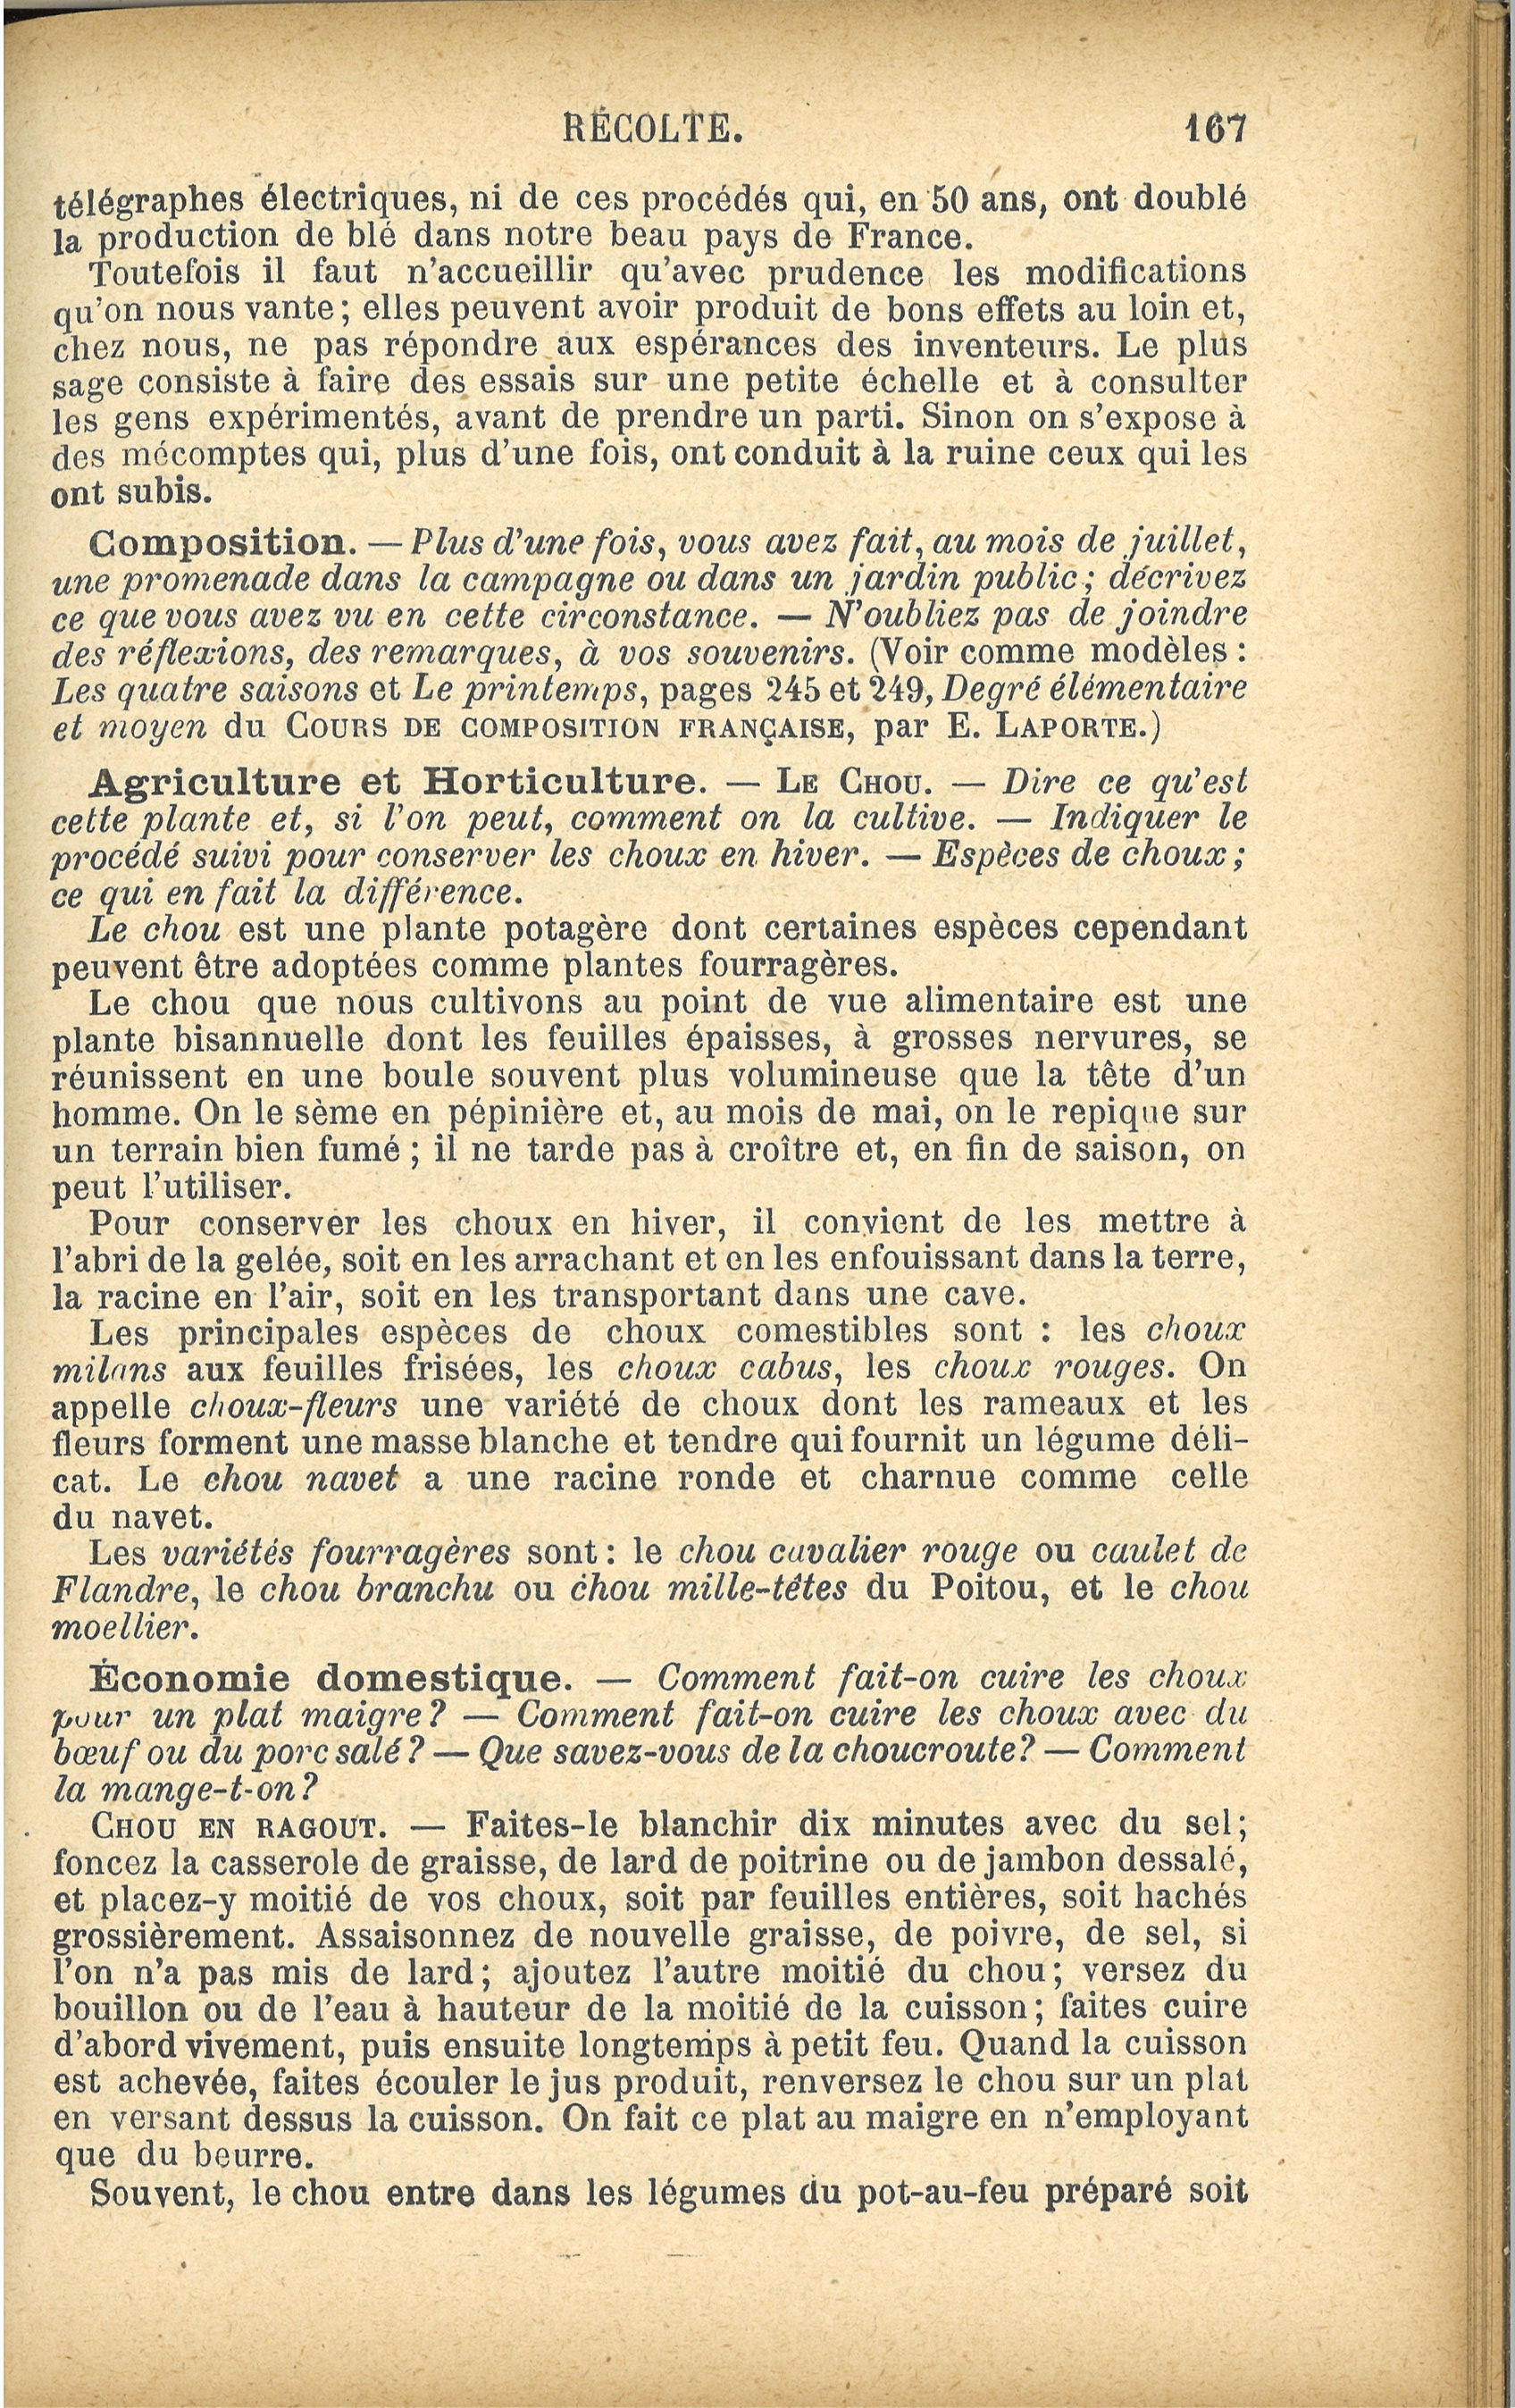 RÉCOLTE. 167
télégraphes électriques, ni de ces procédés qui, en 50 ans, ont doublé
la production de blé dans notre beau pays de France.
Toutefois il faut n'accueillir qu'avec prudence les modifications
qu'on nous vante; elles peuvent avoir produit de bons effets au loin et,
chez nous, ne pas répondre aux espérances des inventeurs. Le plus
sage consiste à faire des essais sur une petite échelle et à consulter
les gens expérimentés, avant de prendre un parti. Sinon on s'expose à
des mécomptes qui, plus d'une fois, ont conduit à la ruine ceux qui les
ont subis.
Composition. — Plus d'une fois, vous avez fait, au mois de juillet,
une promenade dans la campagne ou dans un jardin public; décrivez
ce que vous avez vu en cette circonstance. — N'oubliez pas de joindre
des réflexions, des remarques, à vos souvenirs. (Voir comme modèles :
Les quatre saisons et Le printemps, pages 245 et 249, Degré élémentaire
et moyen du COURS DE COMPOSITION FRANÇAISE, par E. LAPORTE.)
Agriculture et Horticulture. — LE CHOU. — Dire ce qu'est
cette plante et, si l'on peut, comment on la cultive. — Indiquer le
procédé suivi pour conserver les choux en hiver. — Espèces de choux;
ce qui en fait la différence.
Le chou est une plante potagère dont certaines espèces cependant
peuvent être adoptées comme plantes fourragères.
Le chou que nous cultivons au point de vue alimentaire est une
plante bisannuelle dont les feuilles épaisses, à grosses nervures, se
réunissent en une boule souvent plus volumineuse que la tête d'un
homme. On le sème en pépinière et, au mois de mai, on le repique sur
un terrain bien fumé ; il ne tarde pas à croître et, en fin de saison, on
peut l'utiliser.
Pour conserver les choux en hiver, il convient de les mettre à
l'abri de la gelée, soit en les arrachant et en les enfouissant dans la terre,
la racine en l'air, soit en les transportant dans une cave.
Les principales espèces de choux comestibles sont : les choux
milans aux feuilles frisées, les choux cabus, les choux rouges. On
appelle choux-fleurs une variété de choux dont les rameaux et les
fleurs forment une masse blanche et tendre qui fournit un légume déli-
cat. Le chou navet a une racine ronde et charnue comme celle
du navet.
Les variétés fourragères sont : le chou cavalier rouge ou caulet de
Flandre, le chou branchu ou chou mille-têtes du Poitou, et le chou
moellier.
Économie domestique. — Comment fait-on cuire les choux
pour un plat maigre? — Comment fait-on cuire les choux avec du
bœuf ou du porc salé? — Que savez-vous de la choucroute? — Comment
la mange-t-on?
CHOU EN RAGOUT. — Faites-le blanchir dix minutes avec du sel;
foncez la casserole de graisse, de lard de poitrine ou de jambon dessalé,
et placez-y moitié de vos choux, soit par feuilles entières, soit hachés
grossièrement. Assaisonnez de nouvelle graisse, de poivre, de sel, si
l'on n'a pas mis de lard; ajoutez l'autre moitié du chou; versez du
bouillon ou de l'eau à hauteur de la moitié de la cuisson; faites cuire
d'abord vivement, puis ensuite longtemps à petit feu. Quand la cuisson
est achevée, faites écouler le jus produit, renversez le chou sur un plat
en versant dessus la cuisson. On fait ce plat au maigre en n'employant
que du beurre.
Souvent, le chou entre dans les légumes du pot-au-feu préparé soit